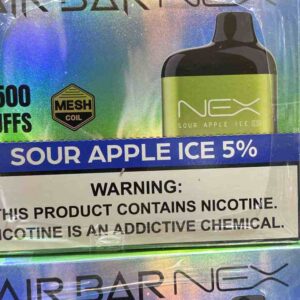 AIR BAR NEX
500
MESH
COIL
NEX
SOUR APPLE ICE
SOUR APPLE ICE 5%
WARNING:
THIS PRODUCT CONTAINS NICOTINE.
NICOTINE IS AN ADDICTIVE CHEMICAL.
AIR BAR NEX